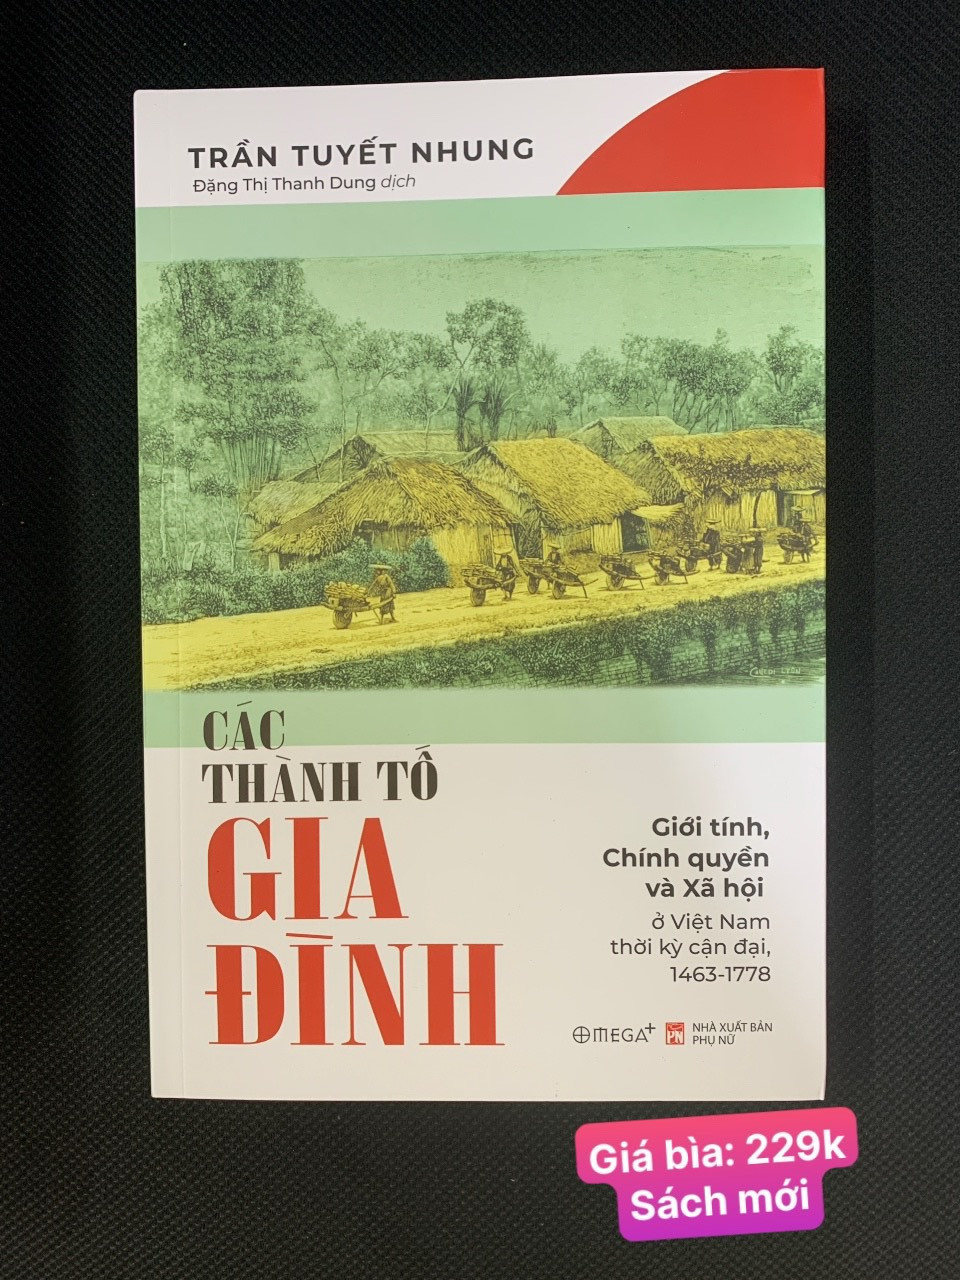 TRẦN TUYẾT NHUNG
Đặng Thị Thanh Dung dịch
CÁC
THÀNH TỐ
GIA
ĐÌNH
Giới tính,
Chính quyền
và Xã hội
ở Việt Nam
thời kỳ cận đại,
1463-1778
OMEGA+
PN
NHÀ XUẤT BẢN
PHỤ NỮ
Giá bìa: 229k
Sách mới